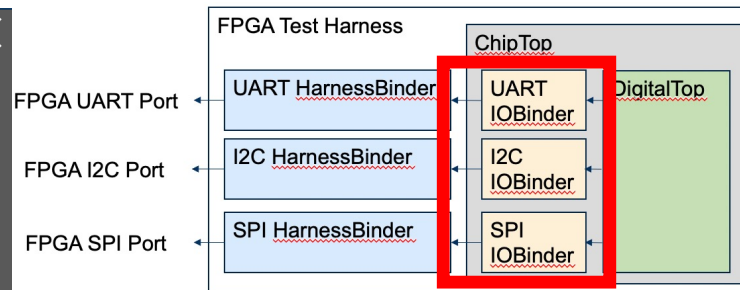 FPGA Test Harness
ChipTop
FPGA UART Port
UART HarnessBinder
UART
IOBinder
DigitalTop
FPGA I2C Port
I2C HarnessBinder
I2C
IOBinder
FPGA SPI Port
SPI HarnessBinder
SPI
IOBinder